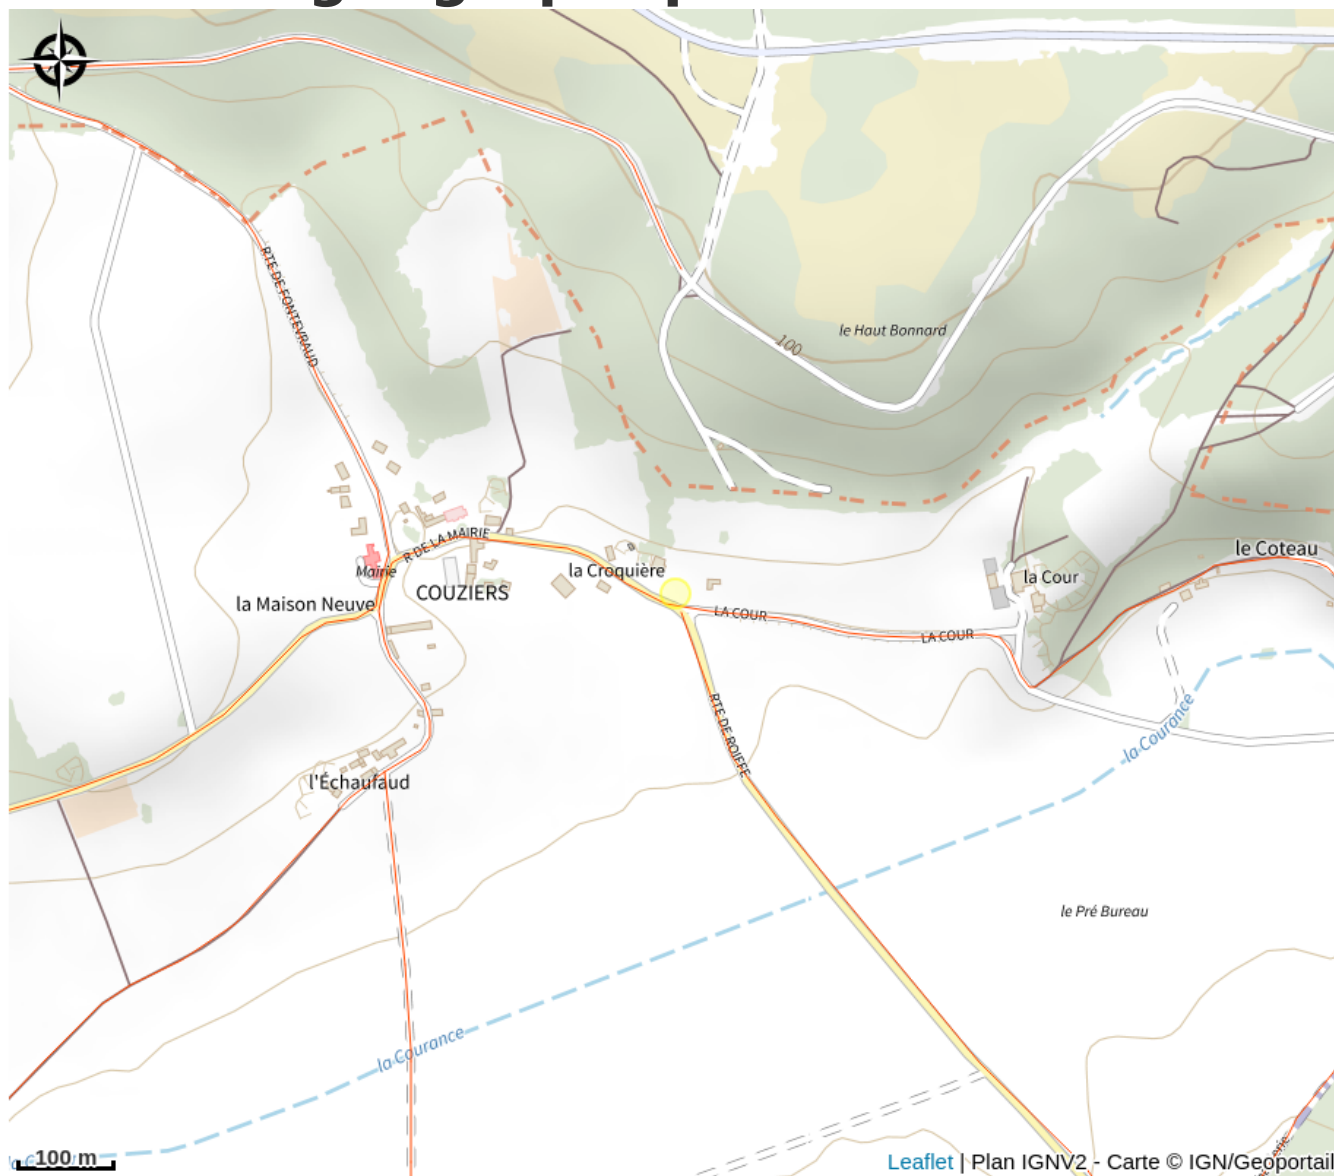 le Haut Bonnard
100
RTE DE FONTEVRAUD
R DE LA MAIRIE
Mairie
la Croquière
COUZIERS
la Maison Neuve
le Coteau
la Cour
LA COUR
LA COUR
RTE DE ROIFFE
la Courance
l'Échaufaud
le Pré Bureau
la Courance
100 m
Leaflet | Plan IGNV2 - Carte © IGN/Geoportail